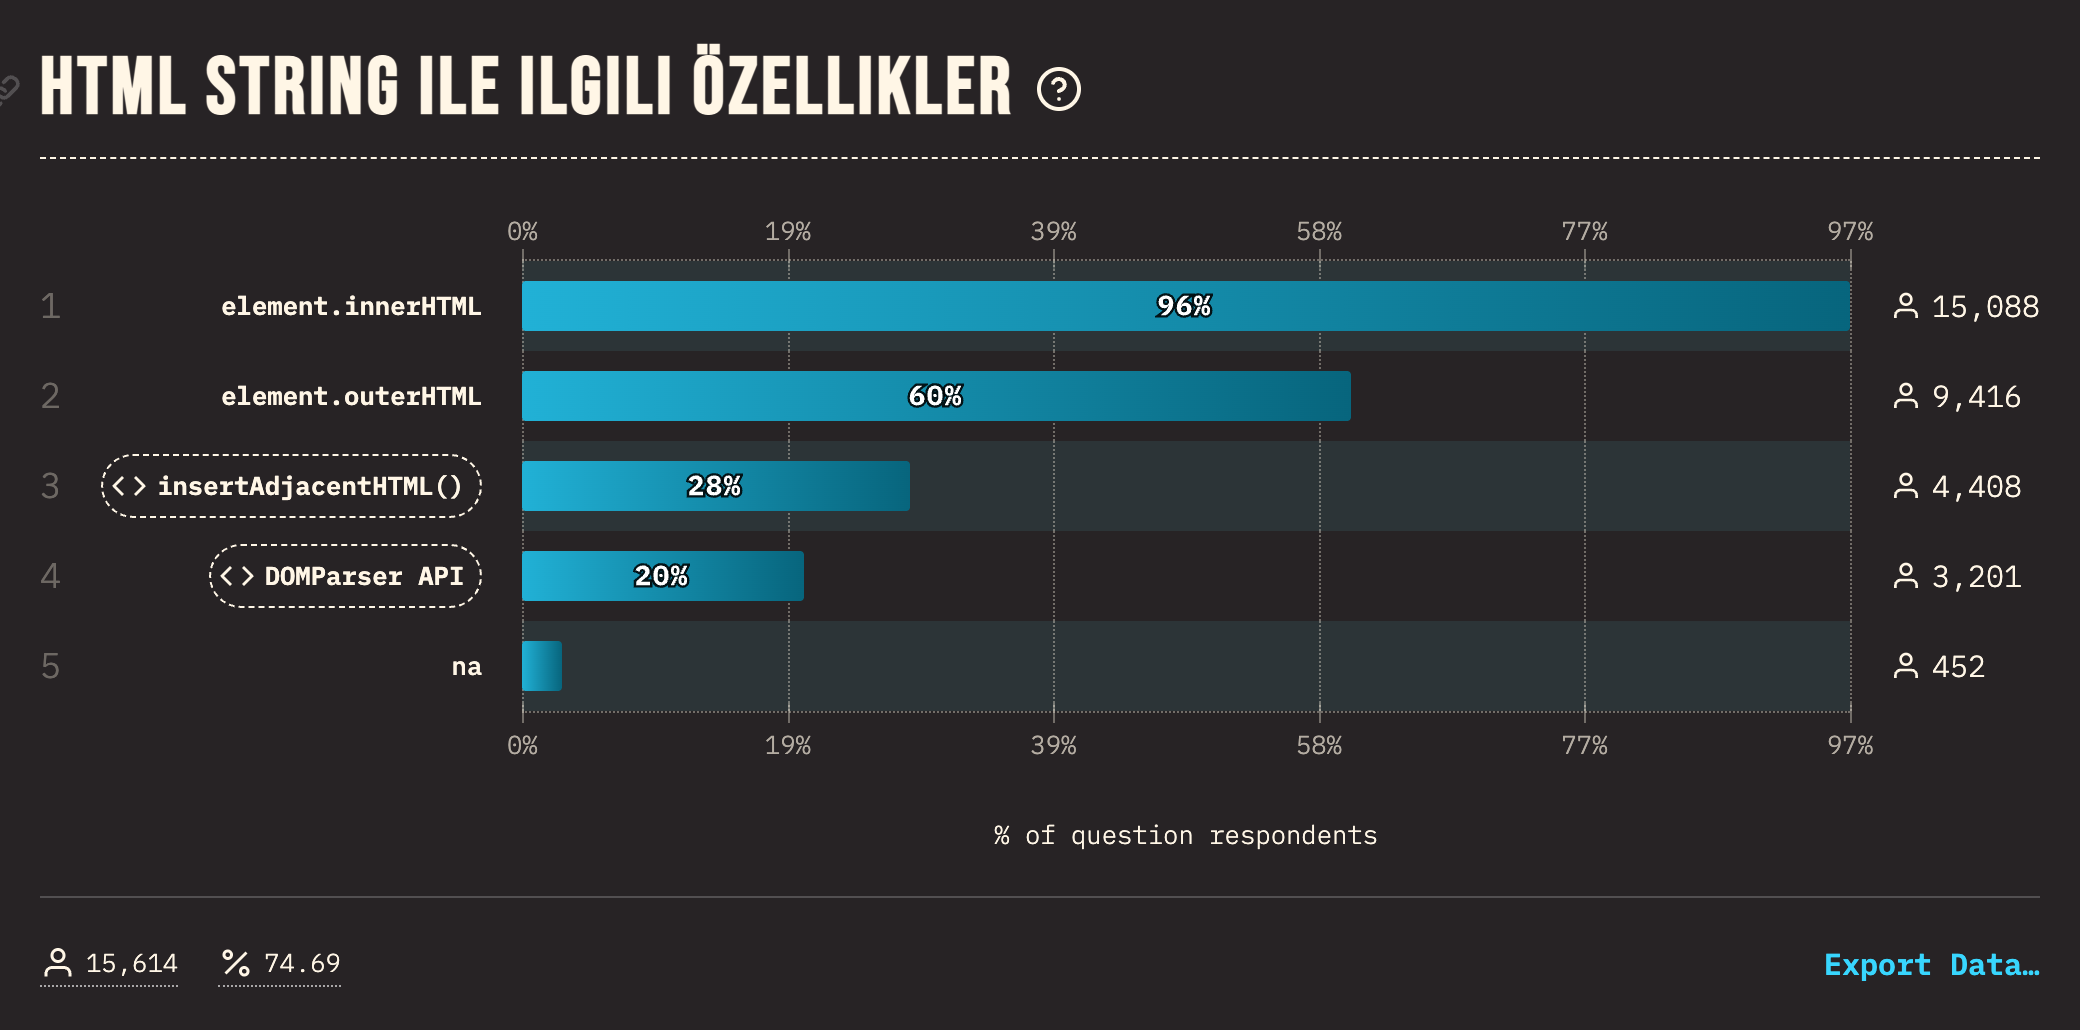 HTML STRING ILE ILGILI ÖZELLIKLER
0% 19% 39% 58% 77% 97%
1 element.innerHTML 96% 15,088
2 element.outerHTML 60% 9,416
3 <> insertAdjacentHTML() 28% 4,408
4 <> DOMParser API 20% 3,201
5 na 452
0% 19% 39% 58% 77% 97%
% of question respondents
15,614 % 74.69 Export Data…